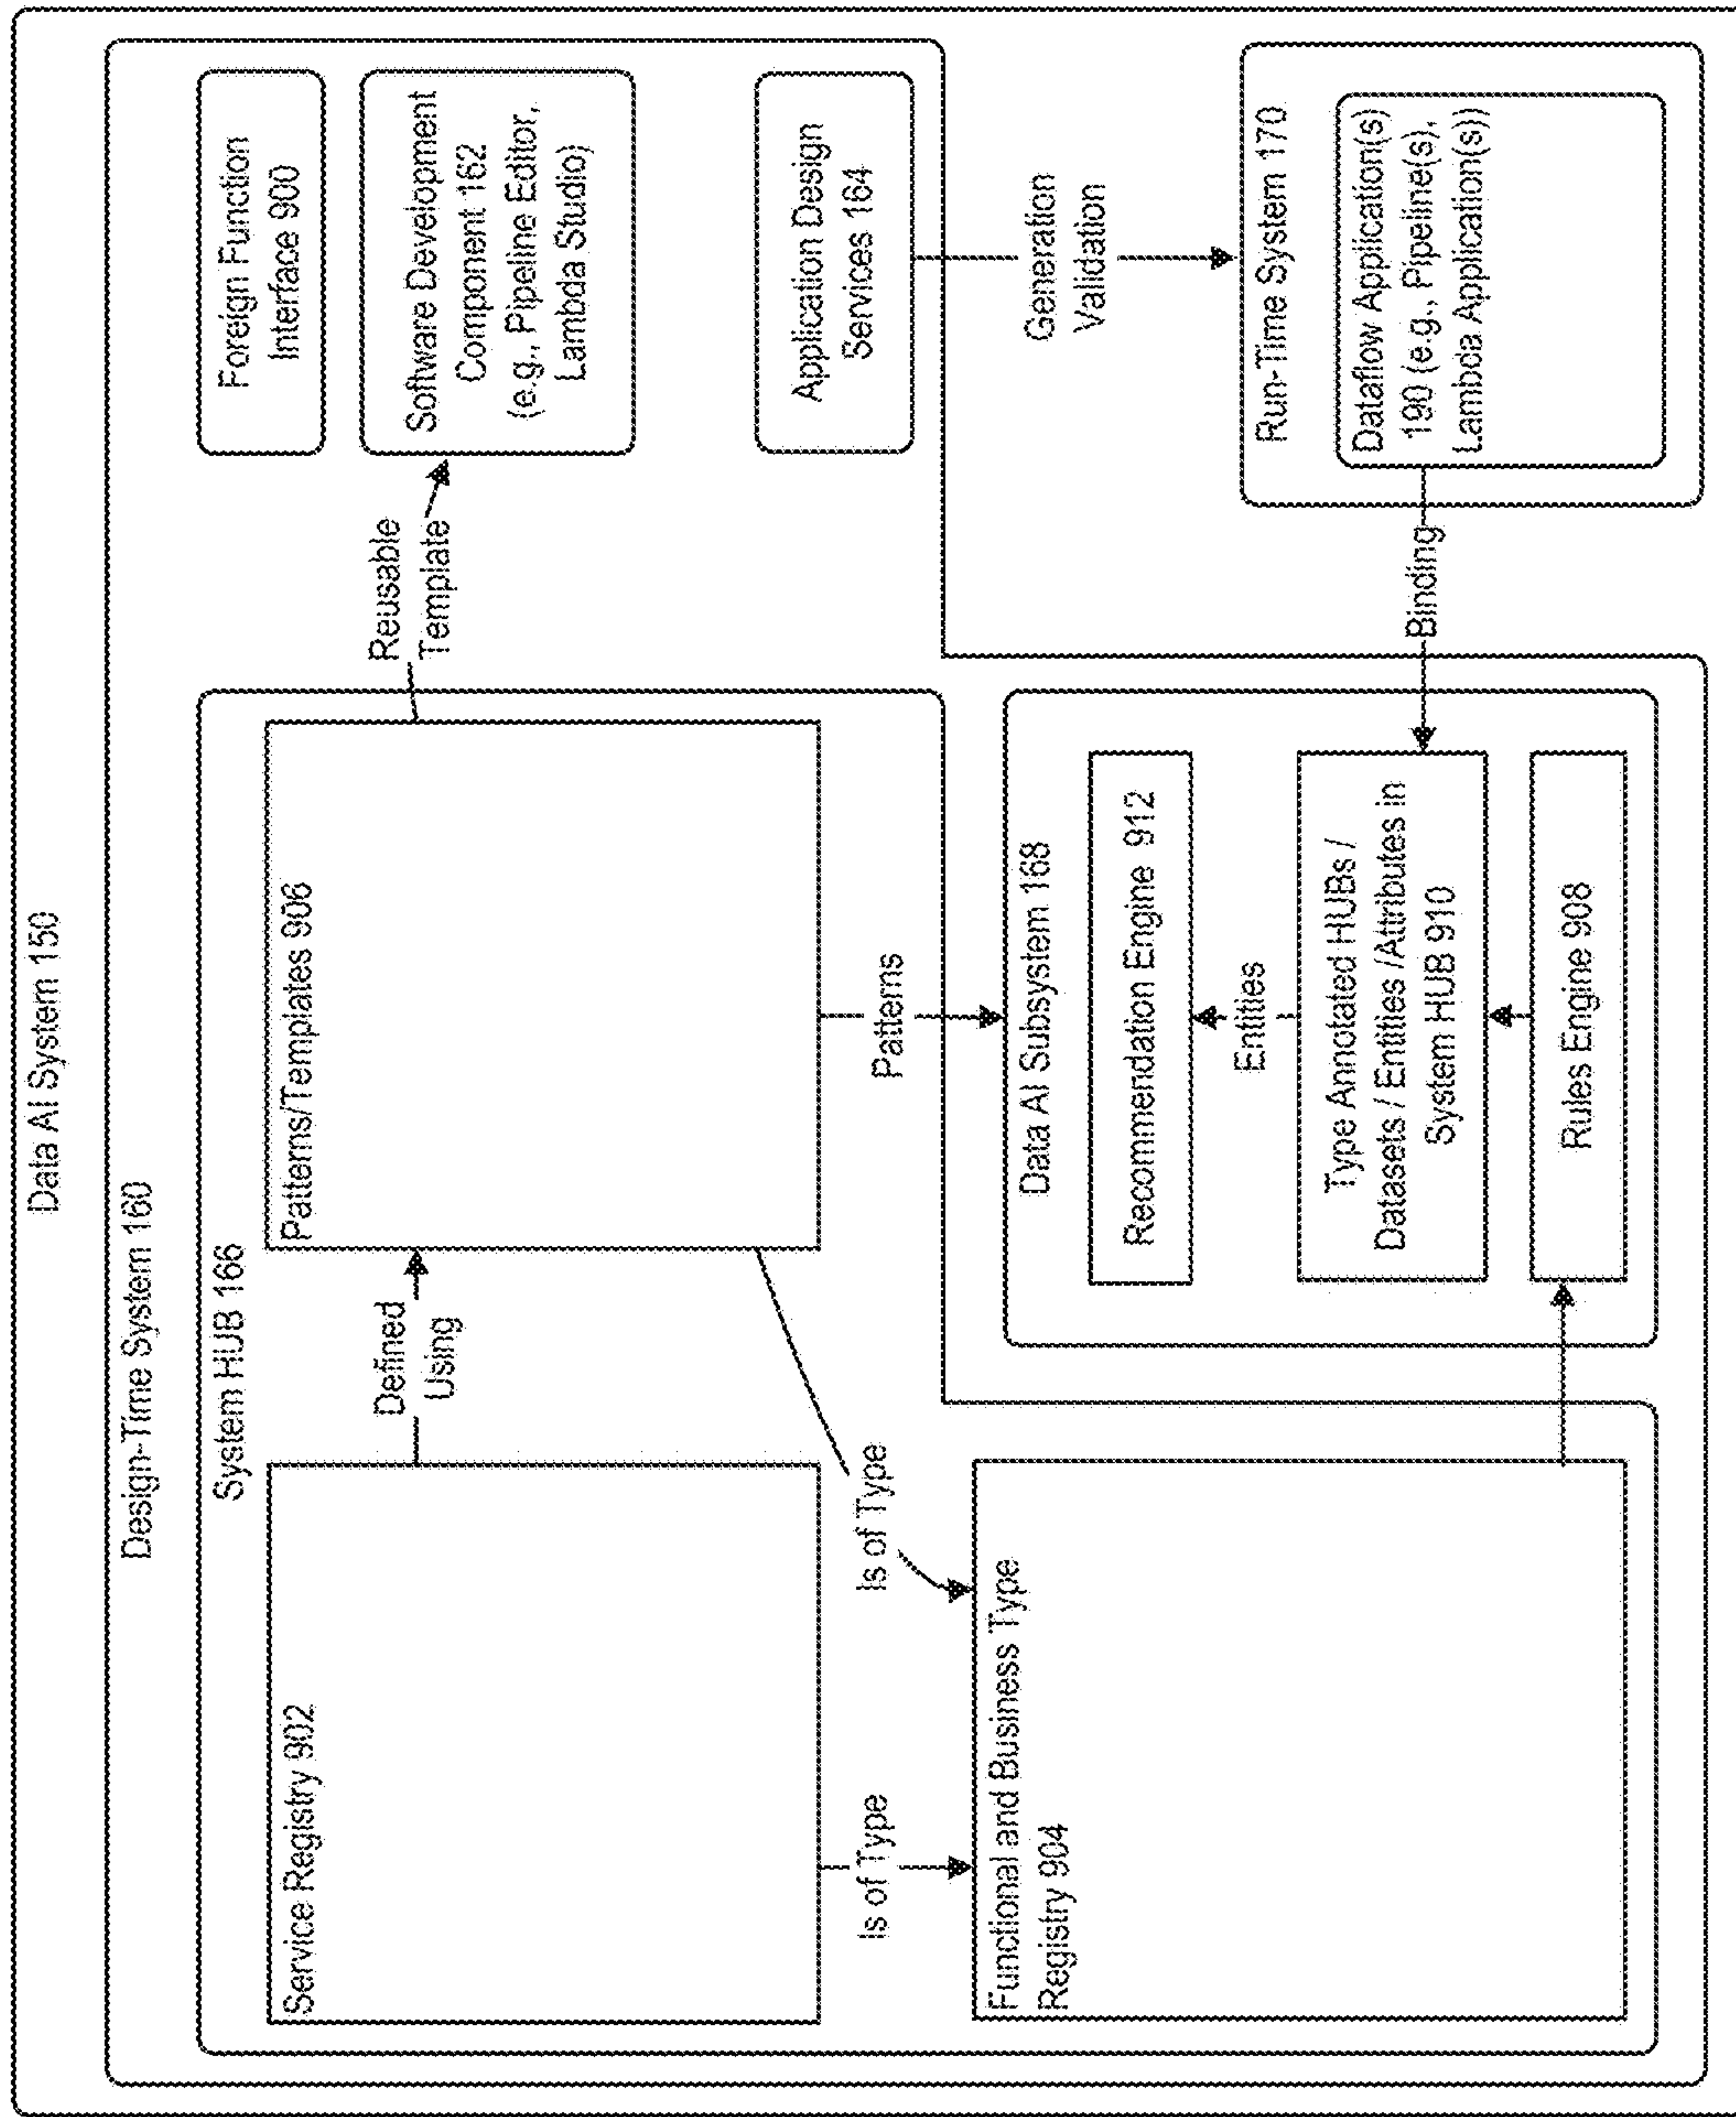 Data AI System 150
Design-Time System 160
System HUB 166
Service Registry 902
Defined
Using
Patterns/Templates 906
Reusable
Template
Foreign Function
Interface 900
Software Development
Component 162
(e.g., Pipeline Editor,
Lambda Studio)
Application Design
Services 164
Is of Type
Is of Type
Patterns
Generation
Validation
Functional and Business Type
Registry 904
Data AI Subsystem 168
Recommendation Engine 912
Entities
Type Annotated HUBs /
Datasets / Entities /Attributes in
System HUB 910
Rules Engine 908
Binding
Run-Time System 170
Dataflow Application(s)
190 (e.g., Pipeline(s),
Lambda Application(s))